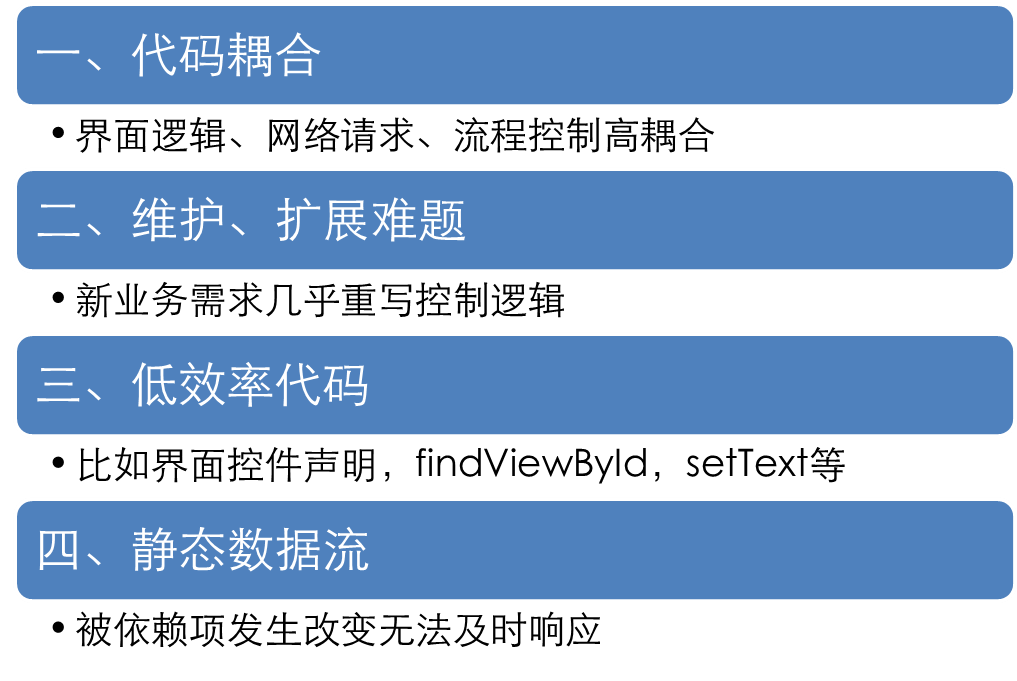 一、代码耦合
•界面逻辑、网络请求、流程控制高耦合
二、维护、扩展难题
•新业务需求几乎重写控制逻辑
三、低效率代码
•比如界面控件声明，findViewById，setText等
四、静态数据流
•被依赖项发生改变无法及时响应